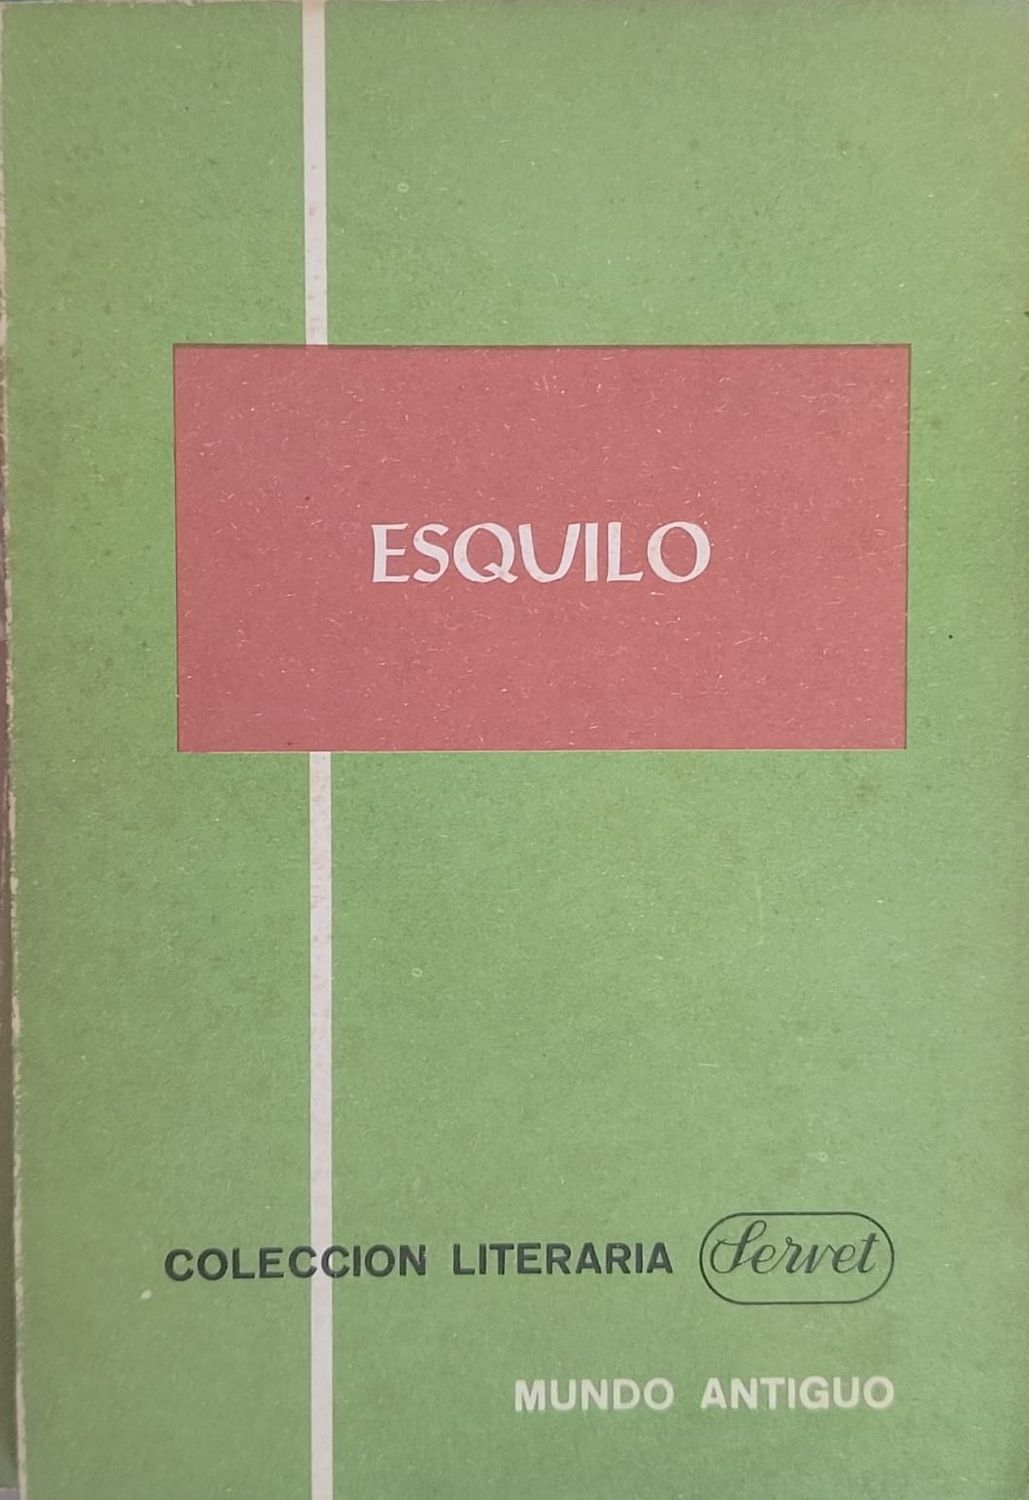 ESQUILO
COLECCION LITERARIA Servet
MUNDO ANTIGUO